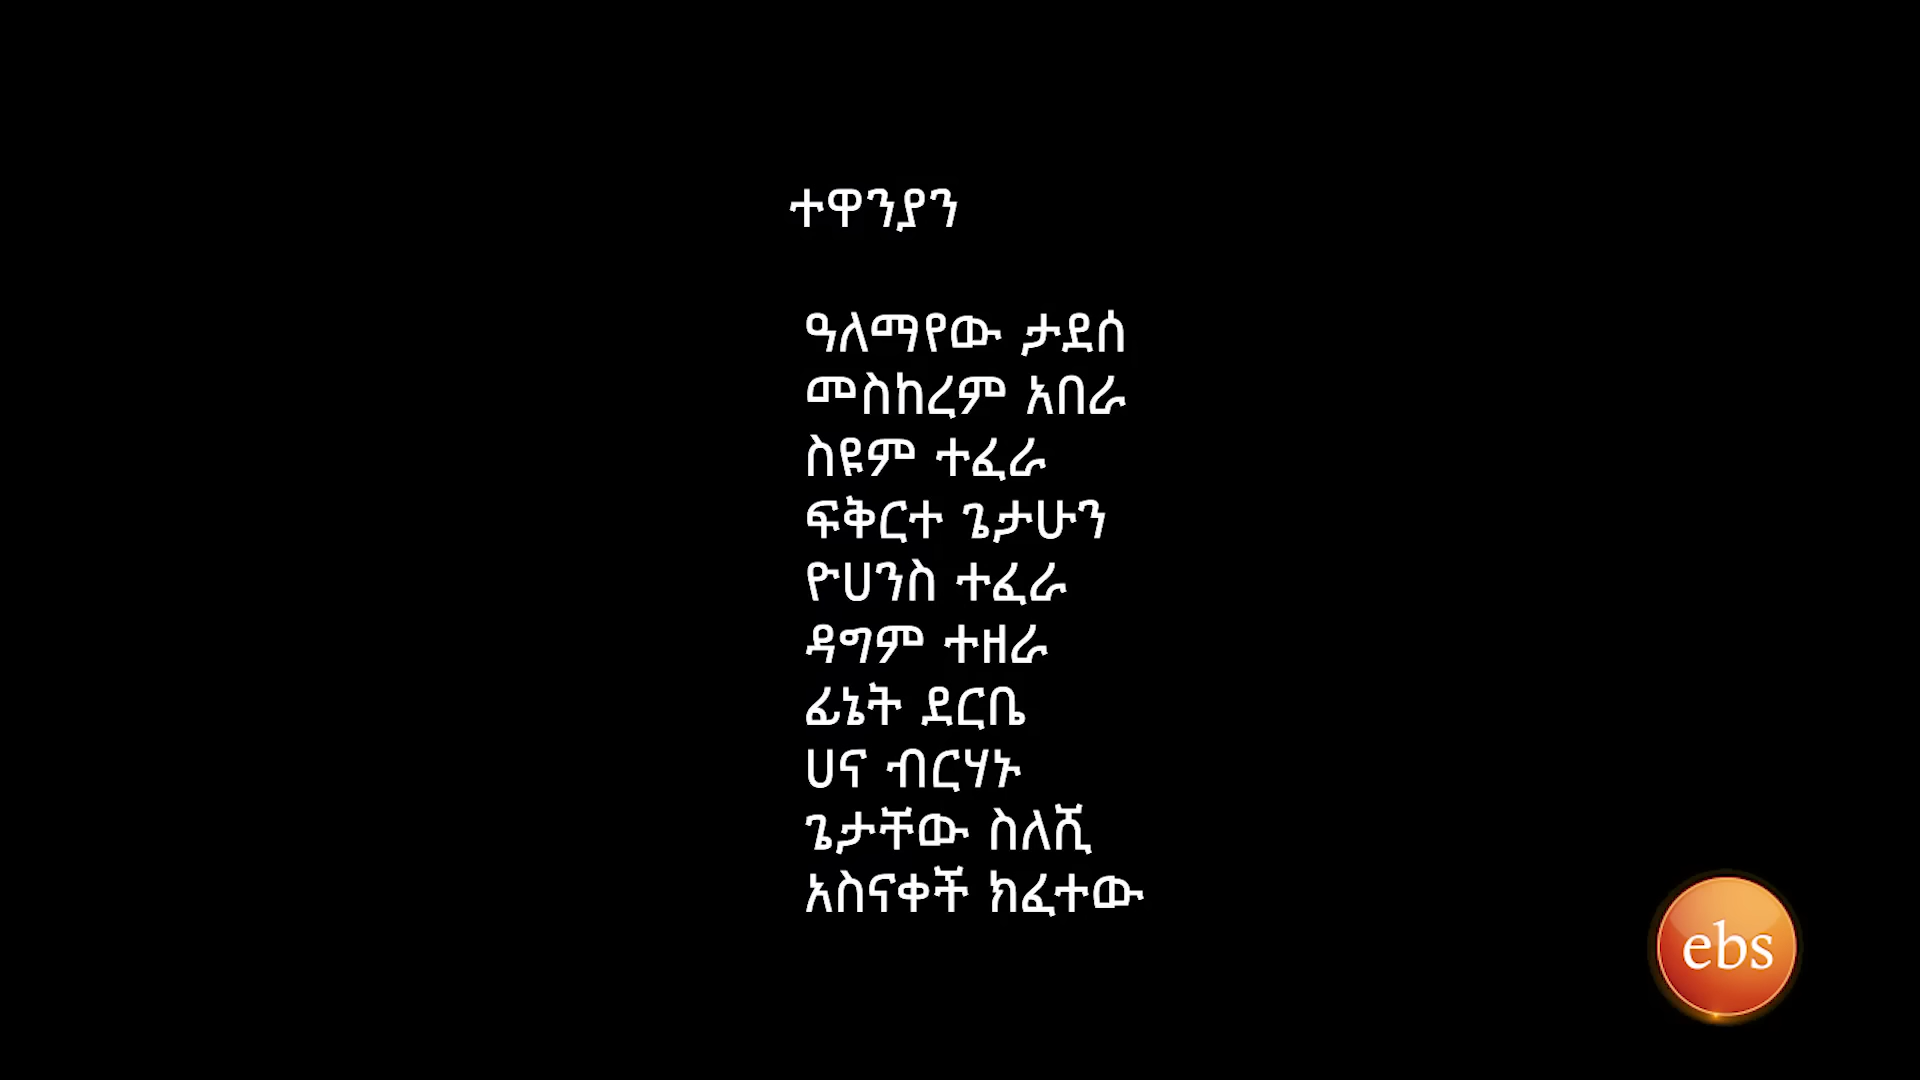 ተዋንያን
ዓለማየው ታደሰ
መስከረም አበራ
ስዩም ተፈራ
ፍቅርተ ጌታሁን
ዮሀንስ ተፈራ
ዳግም ተዘራ
ፊኔት ደርቤ
ሀና ብርሃኑ
ጌታቸው ስለሺ
አስናቀች ክፈተው
ebs